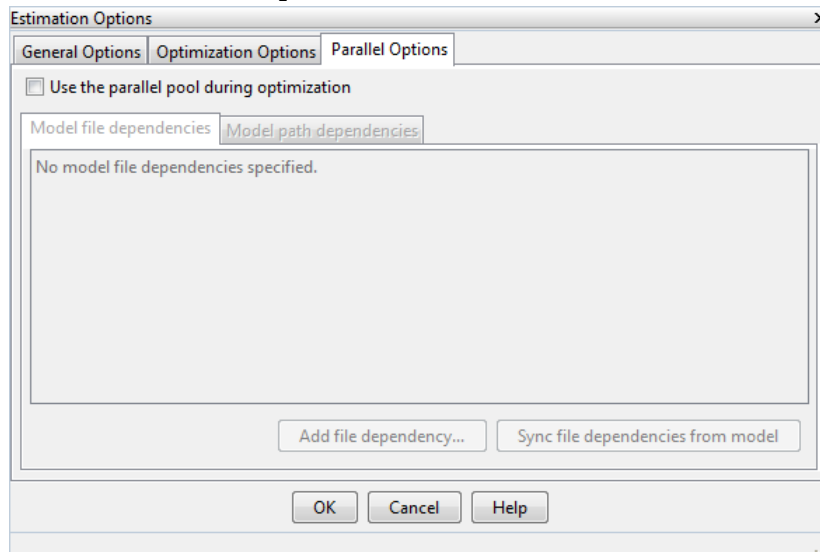 Estimation Options
General Options Optimization Options Parallel Options
Use the parallel pool during optimization
Model file dependencies Model path dependencies
No model file dependencies specified.
Add file dependency... Sync file dependencies from model
OK Cancel Help